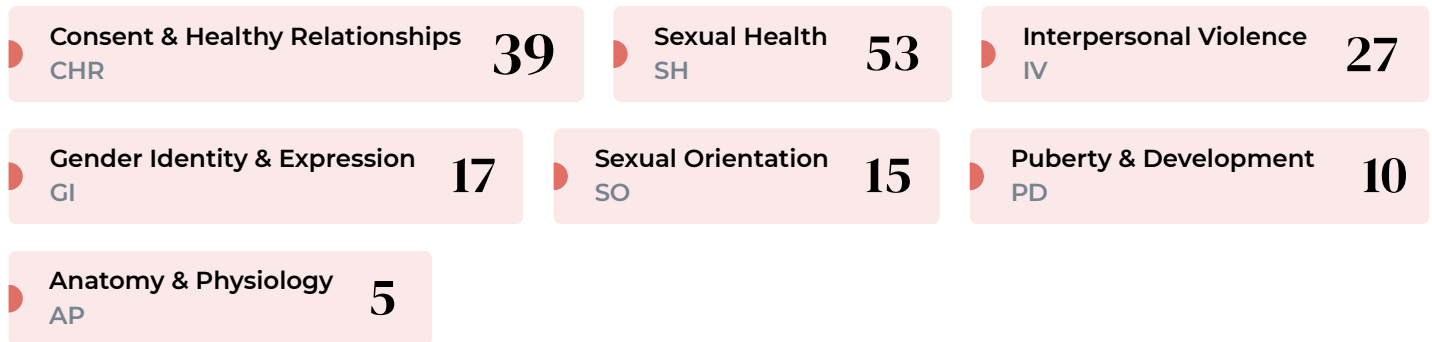 Consent & Healthy Relationships
CHR
39
Sexual Health
SH
53
Interpersonal Violence
IV
27
Gender Identity & Expression
GI
17
Sexual Orientation
SO
15
Puberty & Development
PD
10
Anatomy & Physiology
AP
5